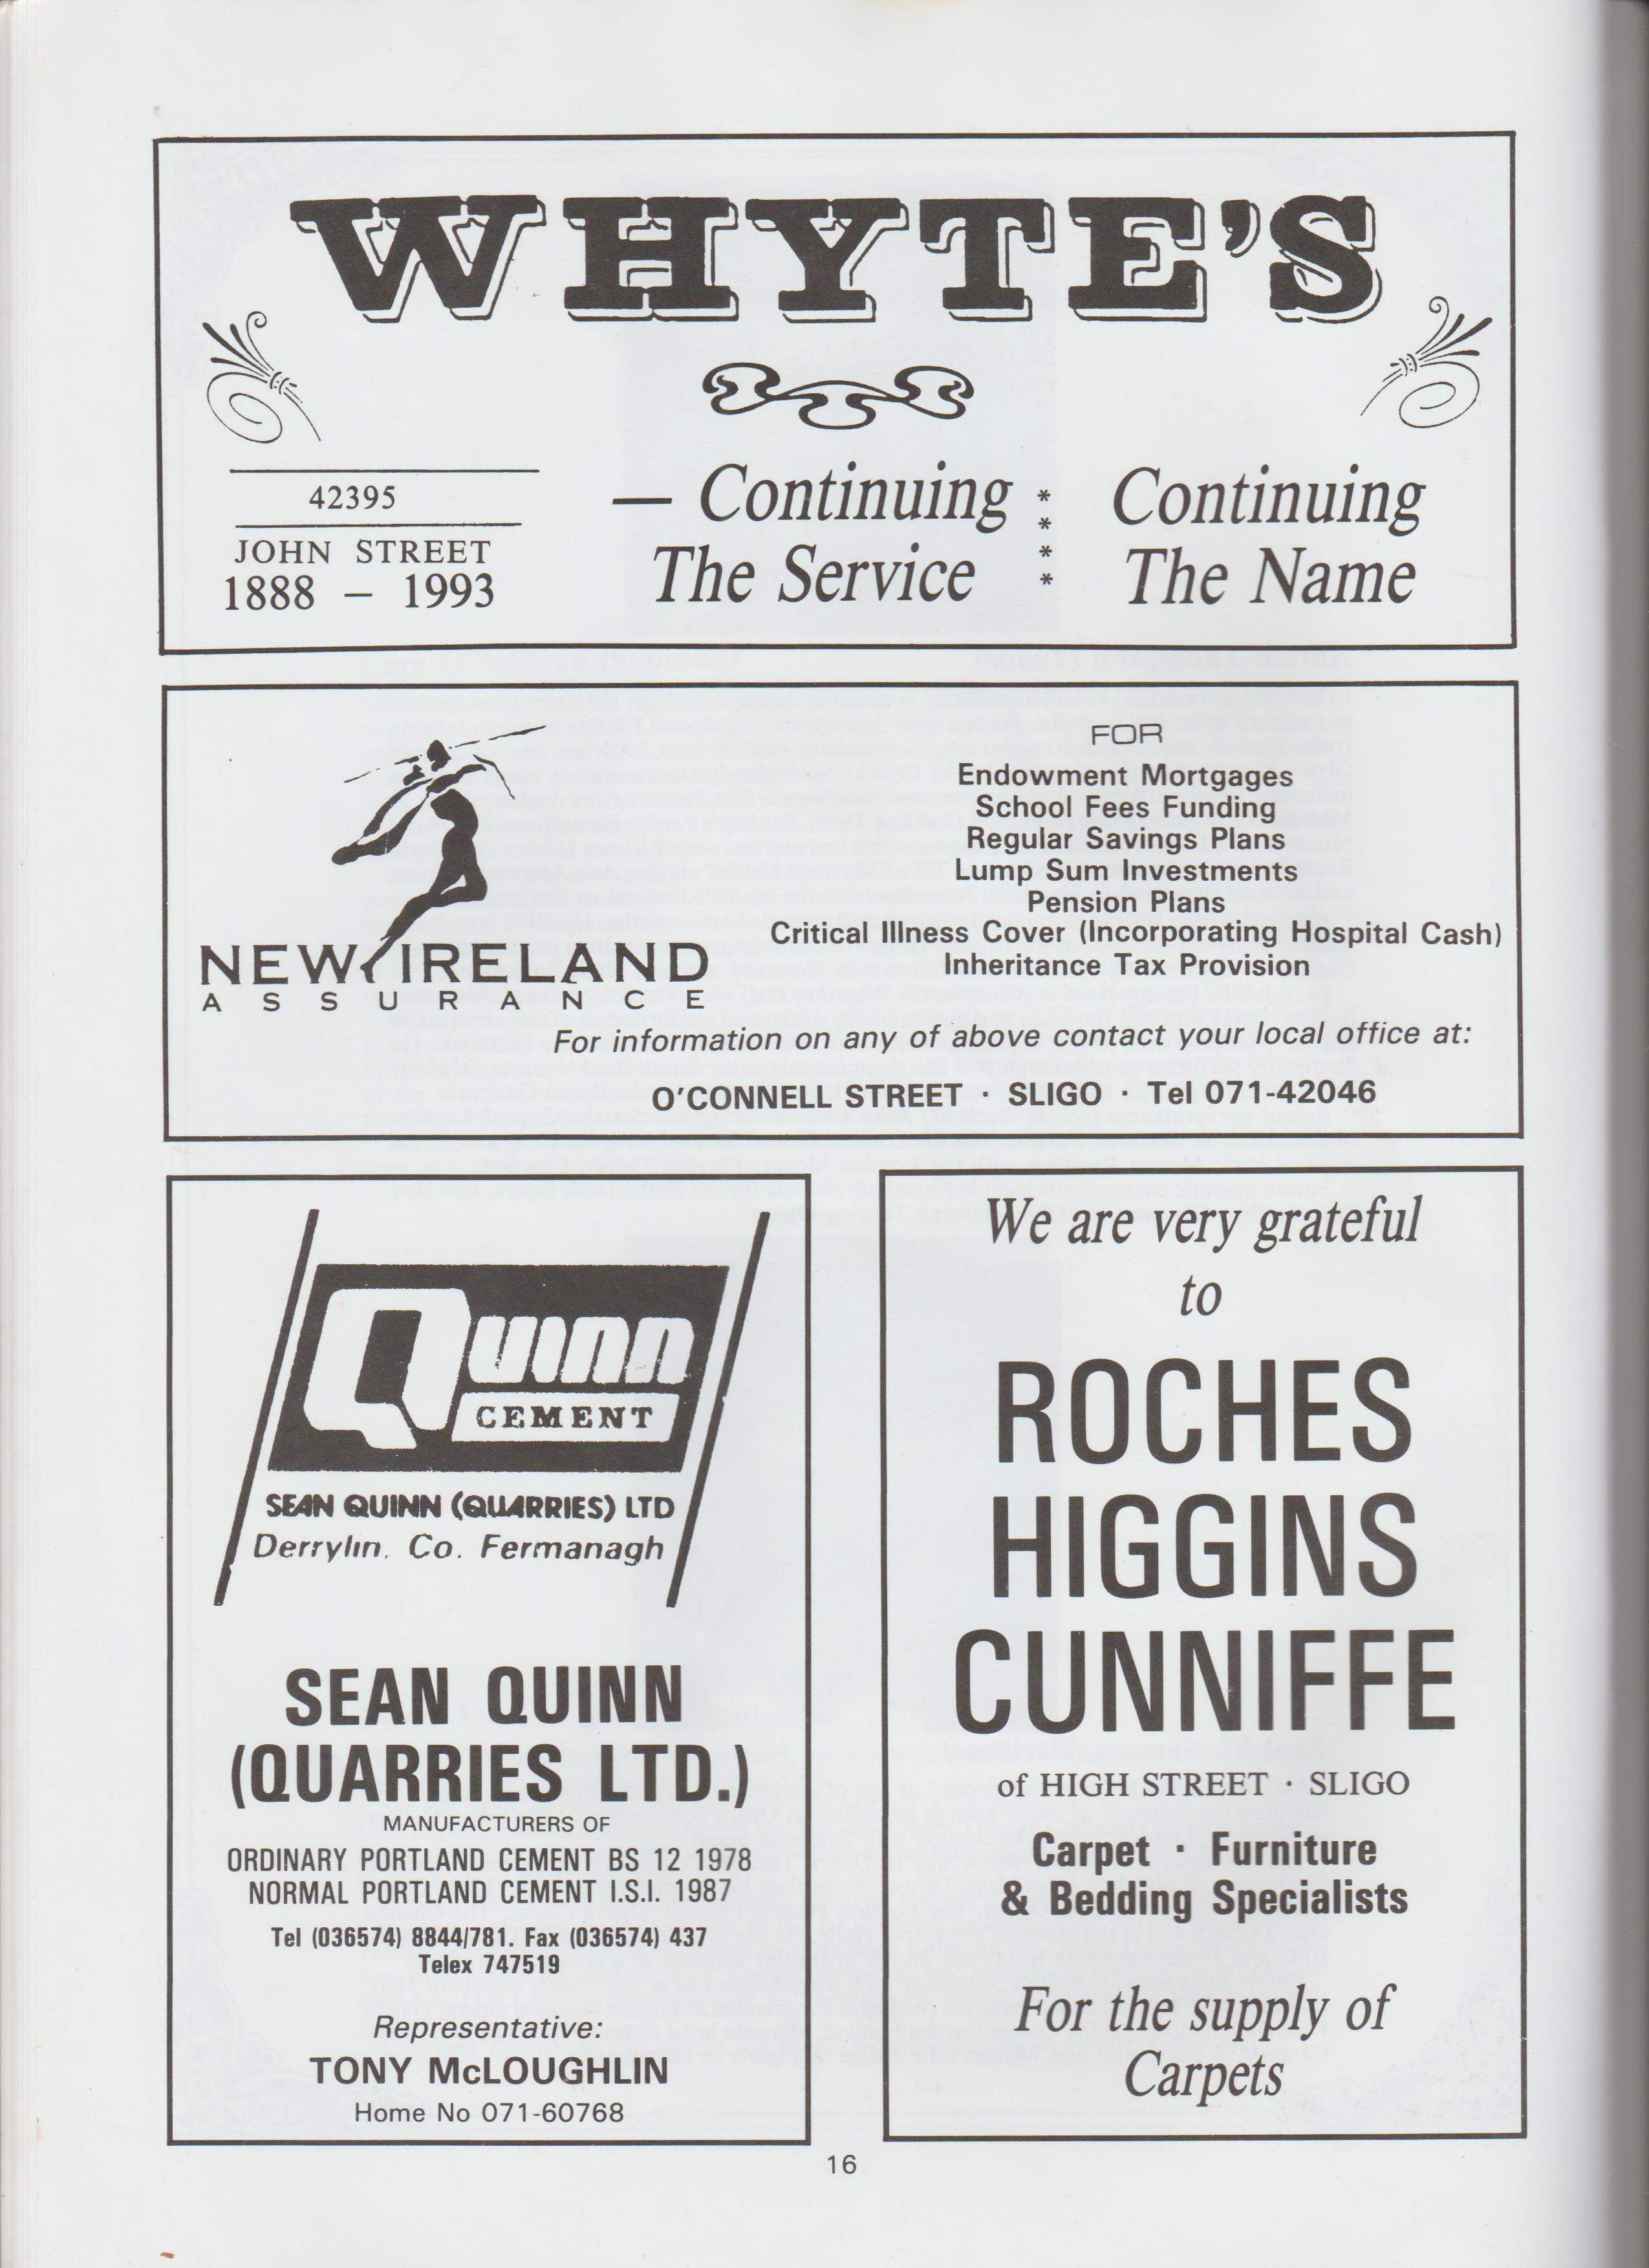 WHYTE'S
42395
JOHN STREET
1888 – 1993
— Continuing
The Service
*
*
*
*
Continuing
The Name
NEW IRELAND
ASSURANCE
FOR
Endowment Mortgages
School Fees Funding
Regular Savings Plans
Lump Sum Investments
Pension Plans
Critical Illness Cover (Incorporating Hospital Cash)
Inheritance Tax Provision
For information on any of above contact your local office at:
O'CONNELL STREET · SLIGO · Tel 071-42046
Quinn
CEMENT
SEAN QUINN (QUARRIES) LTD
Derrylin. Co. Fermanagh
SEAN QUINN
(QUARRIES LTD.)
MANUFACTURERS OF
ORDINARY PORTLAND CEMENT BS 12 1978
NORMAL PORTLAND CEMENT I.S.I. 1987
Tel (036574) 8844/781. Fax (036574) 437
Telex 747519
Representative:
TONY McLOUGHLIN
Home No 071-60768
We are very grateful
to
ROCHES
HIGGINS
CUNNIFFE
of HIGH STREET · SLIGO
Carpet · Furniture
& Bedding Specialists
For the supply of
Carpets
16